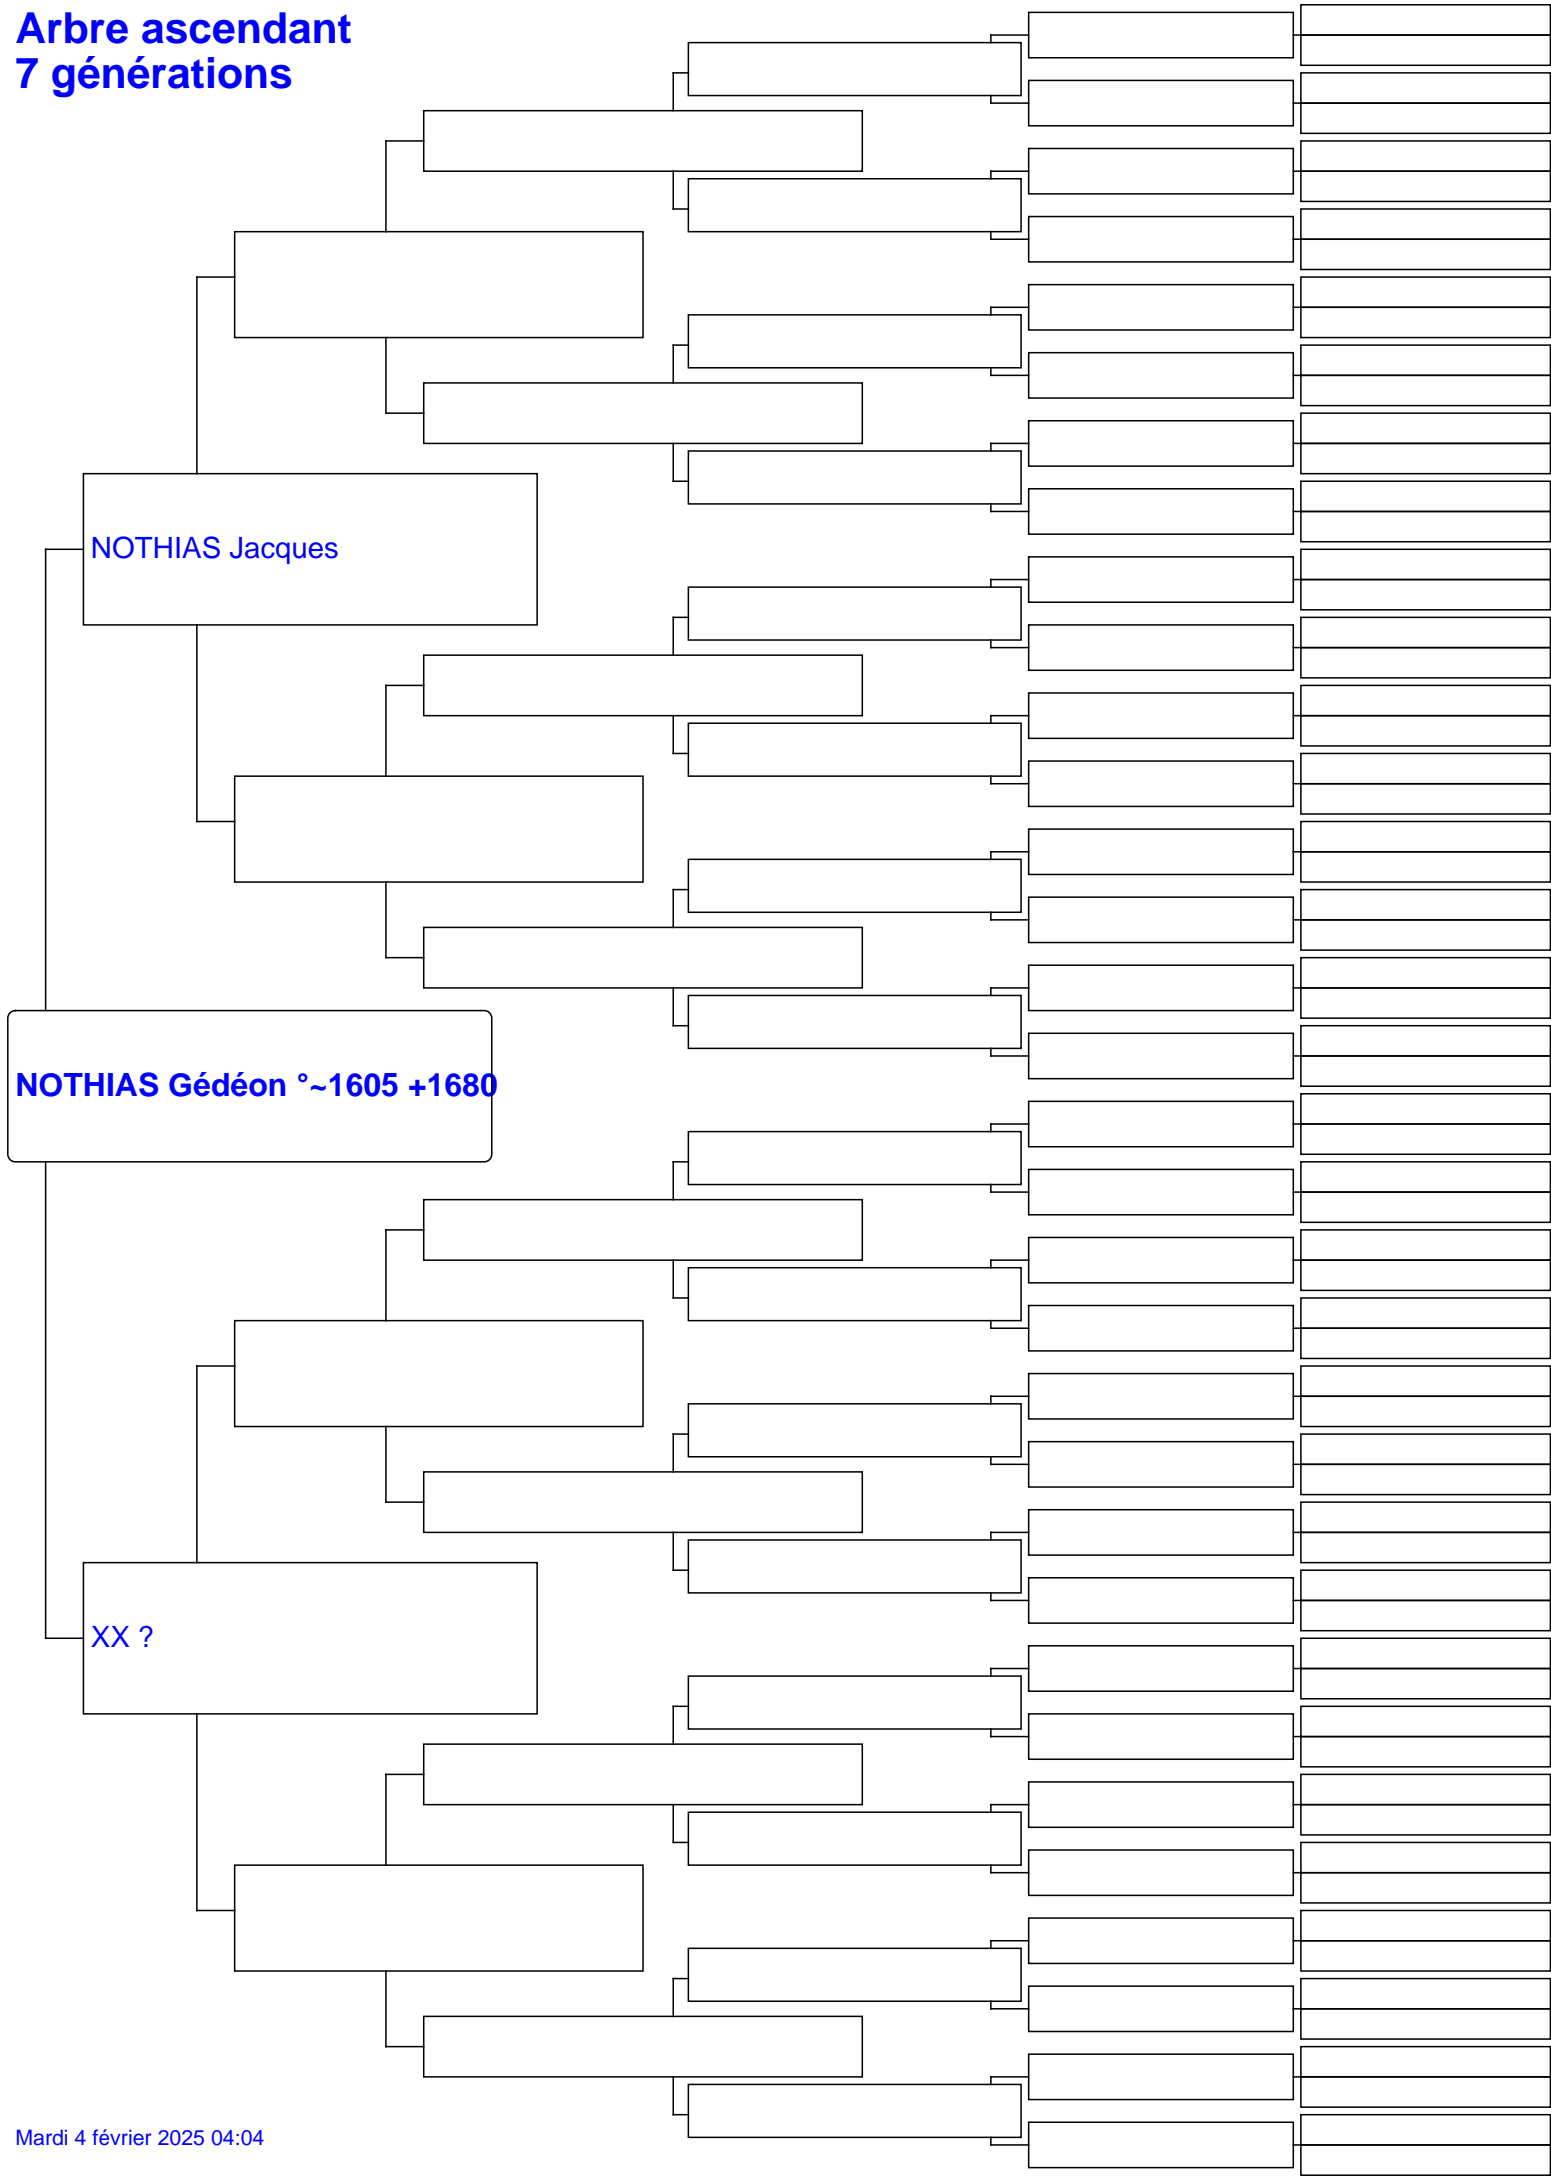 Arbre ascendant
7 générations
NOTHIAS Jacques
NOTHIAS Gédéon °~1605 +1680
XX ?
Mardi 4 février 2025 04:04